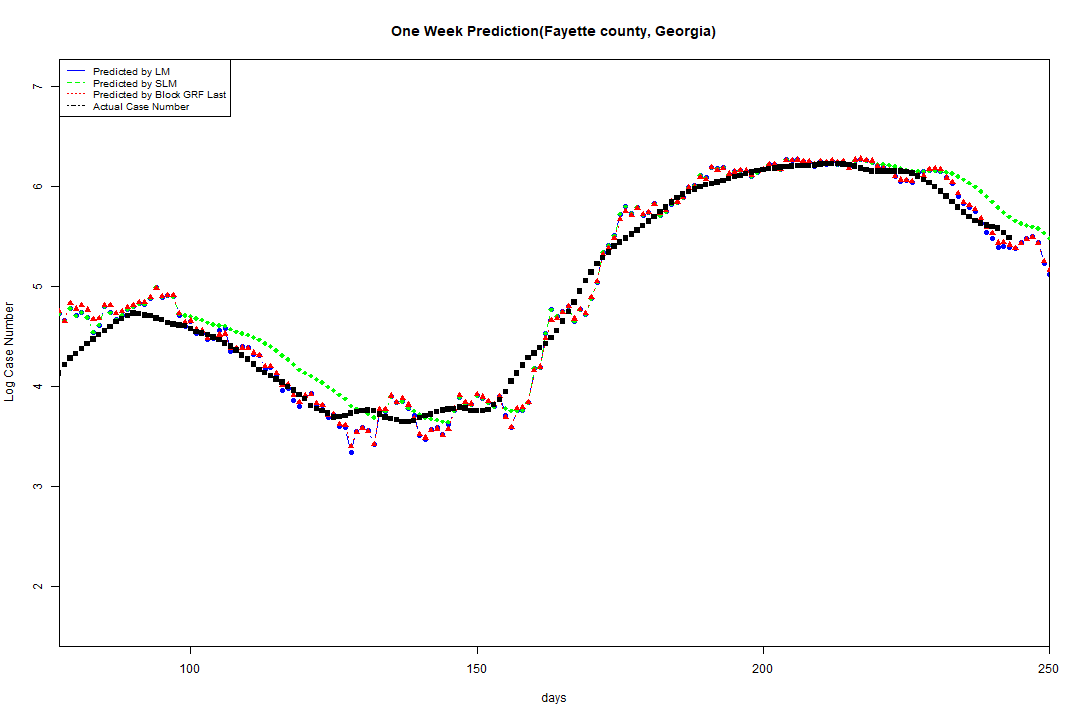 One Week Prediction(Fayette county, Georgia)
Predicted by LM
Predicted by SLM
Predicted by Block GRF Last
Actual Case Number
7
6
5
4
3
2
Log Case Number
100 150 200 250
days